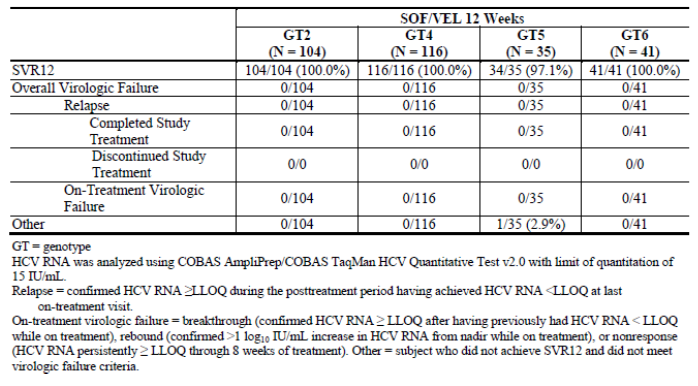 SOF/VEL 12 Weeks
GT2 GT4 GT5 GT6
(N = 104) (N = 116) (N = 35) (N = 41)
SVR12 104/104 (100.0%) 116/116 (100.0%) 34/35 (97.1%) 41/41 (100.0%)
Overall Virologic Failure 0/104 0/116 0/35 0/41
Relapse 0/104 0/116 0/35 0/41
Completed Study
Treatment 0/104 0/116 0/35 0/41
Discontinued Study
Treatment 0/0 0/0 0/0 0/0
On-Treatment Virologic
Failure 0/104 0/116 0/35 0/41
Other 0/104 0/116 1/35 (2.9%) 0/41
GT = genotype
HCV RNA was analyzed using COBAS AmpliPrep/COBAS TaqMan HCV Quantitative Test v2.0 with limit of quantitation of
15 IU/mL.
Relapse = confirmed HCV RNA ≥LLOQ during the posttreatment period having achieved HCV RNA <LLOQ at last
on-treatment visit.
On-treatment virologic failure = breakthrough (confirmed HCV RNA ≥ LLOQ after having previously had HCV RNA < LLOQ
while on treatment), rebound (confirmed >1 log10 IU/mL increase in HCV RNA from nadir while on treatment), or nonresponse
(HCV RNA persistently ≥ LLOQ through 8 weeks of treatment). Other = subject who did not achieve SVR12 and did not meet
virologic failure criteria.